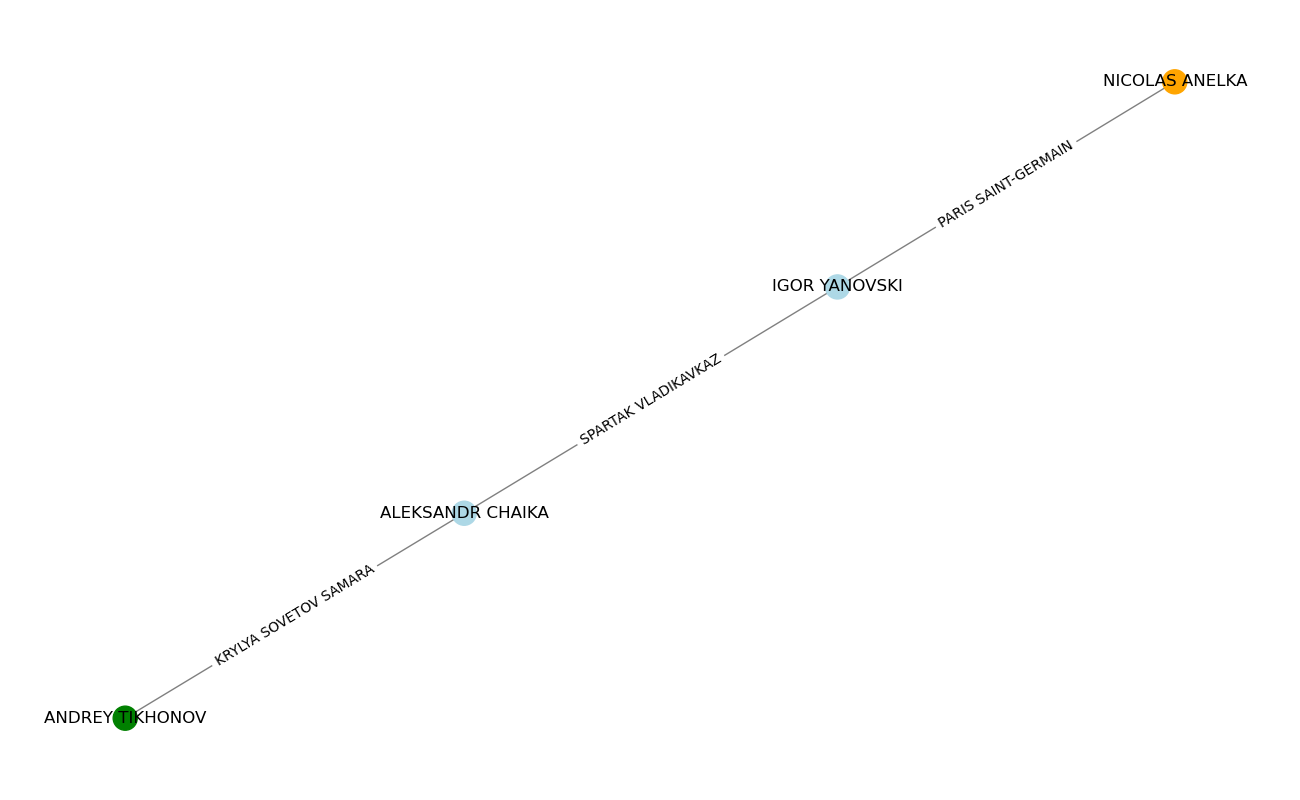 NICOLAS ANELKA
PARIS SAINT-GERMAIN
IGOR YANOVSKI
SPARTAK VLADIKAVKAZ
ALEKSANDR CHAIKA
KRYLYA SOVETOV SAMARA
ANDREY TIKHONOV